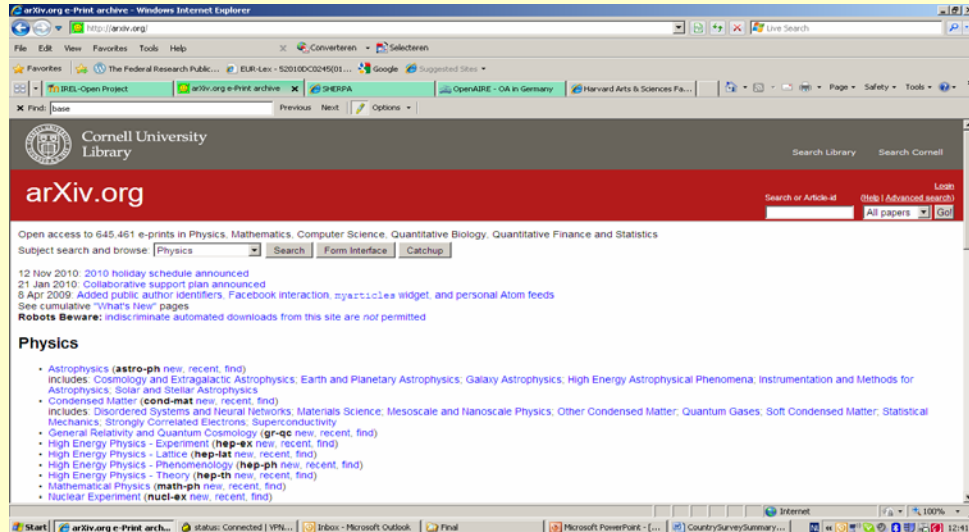 arXiv.org e-Print archive - Windows Internet Explorer
http://arxiv.org/
Live Search
File Edit View Favorites Tools Help
Converteren
Selecteren
Favorites
The Federal Research Public...
EUR-Lex - 52010DC0245(01...
Google
Suggested Sites
IREL-Open Project
arXiv.org e-Print archive
SHERPA
OpenAIRE - OA in Germany
Harvard Arts & Sciences Fa...
Page Safety Tools
Find: base
Previous Next Options
Cornell University
Library
Search Library Search Cornell
arXiv.org
Login
Search or Article-id
(Help | Advanced search)
All papers Go!
Open access to 645,461 e-prints in Physics, Mathematics, Computer Science, Quantitative Biology, Quantitative Finance and Statistics
Subject search and browse: Physics Search Form Interface Catchup
12 Nov 2010: 2010 holiday schedule announced
21 Jan 2010: Collaborative support plan announced
8 Apr 2009: Added public author identifiers, Facebook interaction, myarticles widget, and personal Atom feeds
See cumulative "What's New" pages
Robots Beware: indiscriminate automated downloads from this site are not permitted
Physics
• Astrophysics (astro-ph new, recent, find)
includes: Cosmology and Extragalactic Astrophysics; Earth and Planetary Astrophysics; Galaxy Astrophysics; High Energy Astrophysical Phenomena; Instrumentation and Methods for
Astrophysics; Solar and Stellar Astrophysics
• Condensed Matter (cond-mat new, recent, find)
includes: Disordered Systems and Neural Networks; Materials Science; Mesoscale and Nanoscale Physics; Other Condensed Matter; Quantum Gases; Soft Condensed Matter; Statistical
Mechanics; Strongly Correlated Electrons; Superconductivity
• General Relativity and Quantum Cosmology (gr-qc new, recent, find)
• High Energy Physics - Experiment (hep-ex new, recent, find)
• High Energy Physics - Lattice (hep-lat new, recent, find)
• High Energy Physics - Phenomenology (hep-ph new, recent, find)
• High Energy Physics - Theory (hep-th new, recent, find)
• Mathematical Physics (math-ph new, recent, find)
• Nuclear Experiment (nucl-ex new, recent, find)
Internet
100%
Start
arXiv.org e-Print arch...
status: Connected | VPN...
Inbox - Microsoft Outlook
Final
Microsoft PowerPoint - [...
CountrySurveySummary...
12:41